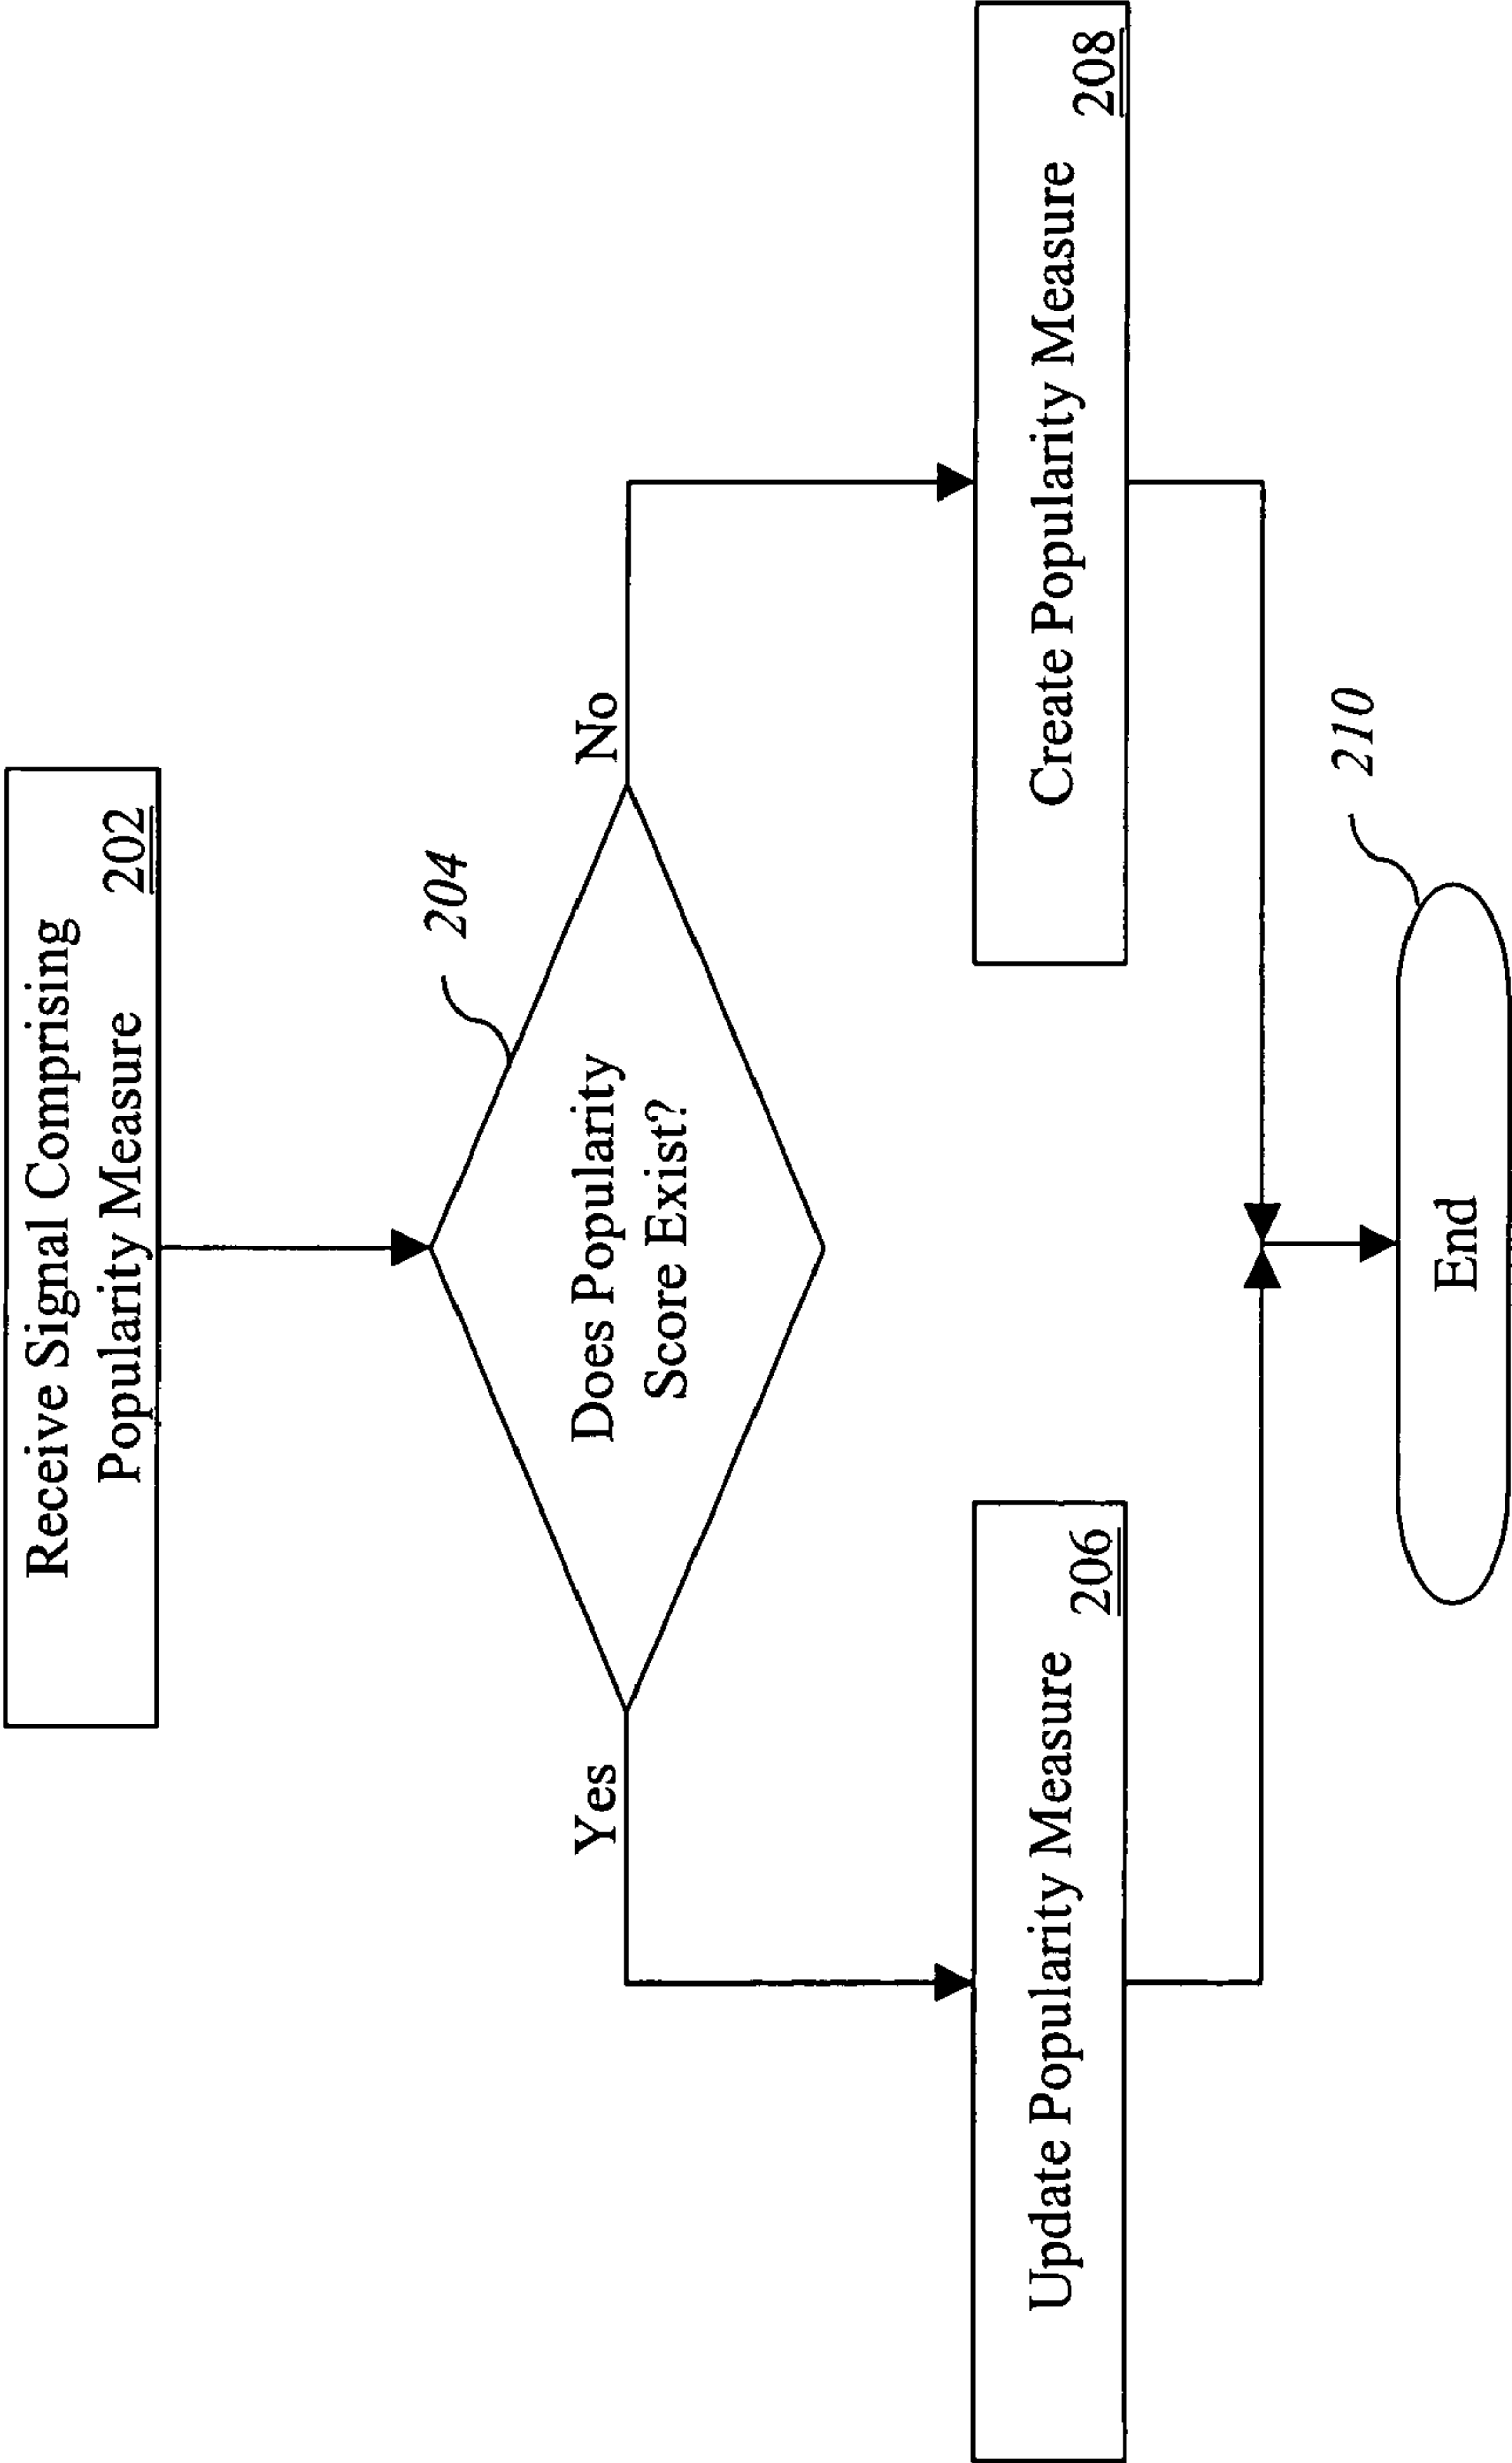 Receive Signal Comprising
Popularity Measure 202
204
Does Popularity
Score Exist?
Yes
No
Update Popularity Measure
206
Create Popularity Measure
208
210
End